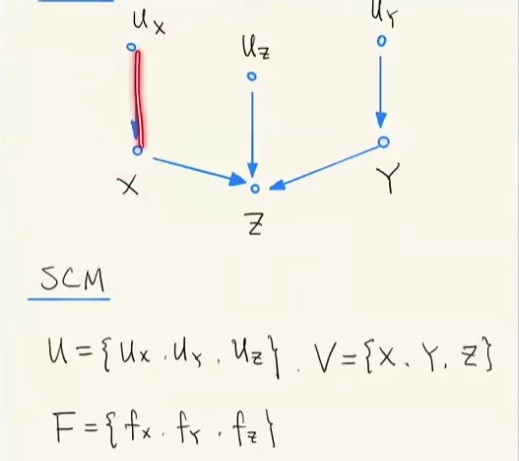 U_X
U_Z
U_Y
X
Y
Z
SCM
U={U_X, U_Y, U_Z}, V={X, Y, Z}
F={f_X, f_Y, f_Z}